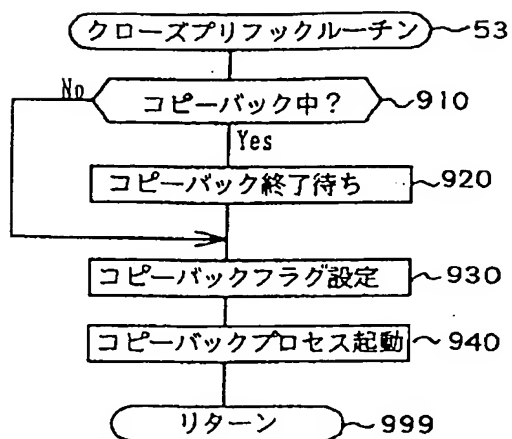 クローズプリフックルーチン 53
No
コピーバック中？ 910
Yes
コピーバック終了待ち 920
コピーバックフラグ設定 930
コピーバックプロセス起動 940
リターン 999